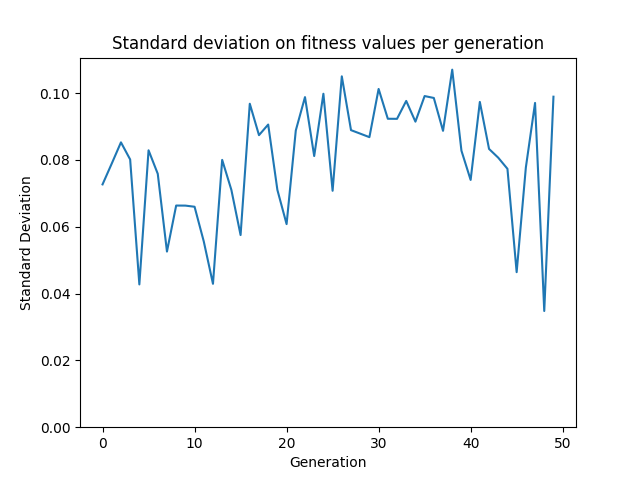 Standard deviation on fitness values per generation
0.10
0.08
0.06
0.04
0.02
0.00
Standard Deviation
0 10 20 30 40 50
Generation